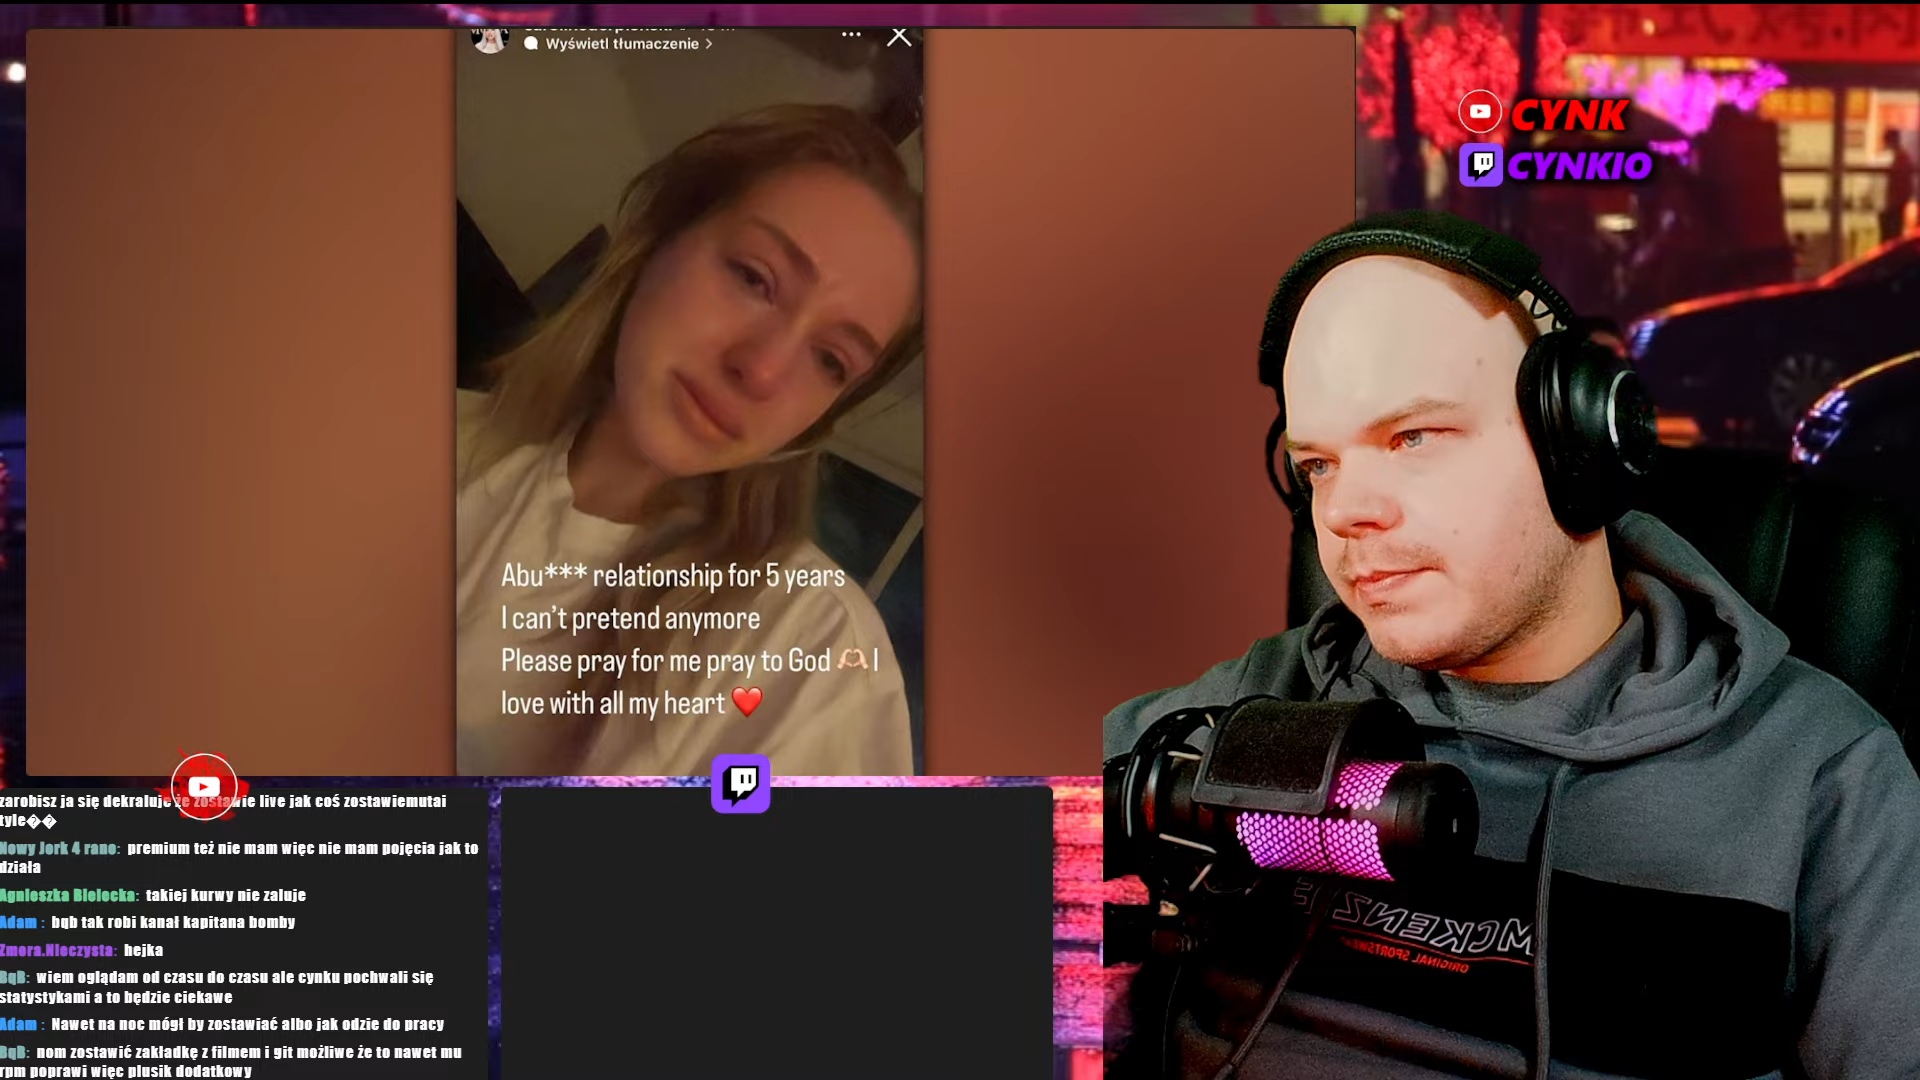 Wyświetl tłumaczenie >
CYNK
CYNKIO
Abu*** relationship for 5 years
I can't pretend anymore
Please pray for me pray to God 🫶🏻 I
love with all my heart ❤️
zarobisz ja się dekraluje że zostawie live jak coś zostawiemutai
tyle��
Nowy Jork 4 rano: premium też nie mam więc nie mam pojęcia jak to
działa
Agnieszka Bielecka: takiej kurwy nie zaluje
Adam : bqb tak robi kanał kapitana bomby
Zmora.Nieczysta: hejka
BqB: wiem oglądam od czasu do czasu ale cynku pochwali się
statystykami a to będzie ciekawe
Adam : Nawet na noc mógł by zostawiać albo jak odzie do pracy
BqB: nom zostawić zakładkę z filmem i git możliwe że to nawet mu
rpm poprawi więc plusik dodatkowy
MCKENZIE
ORIGINAL SPORTSWEAR